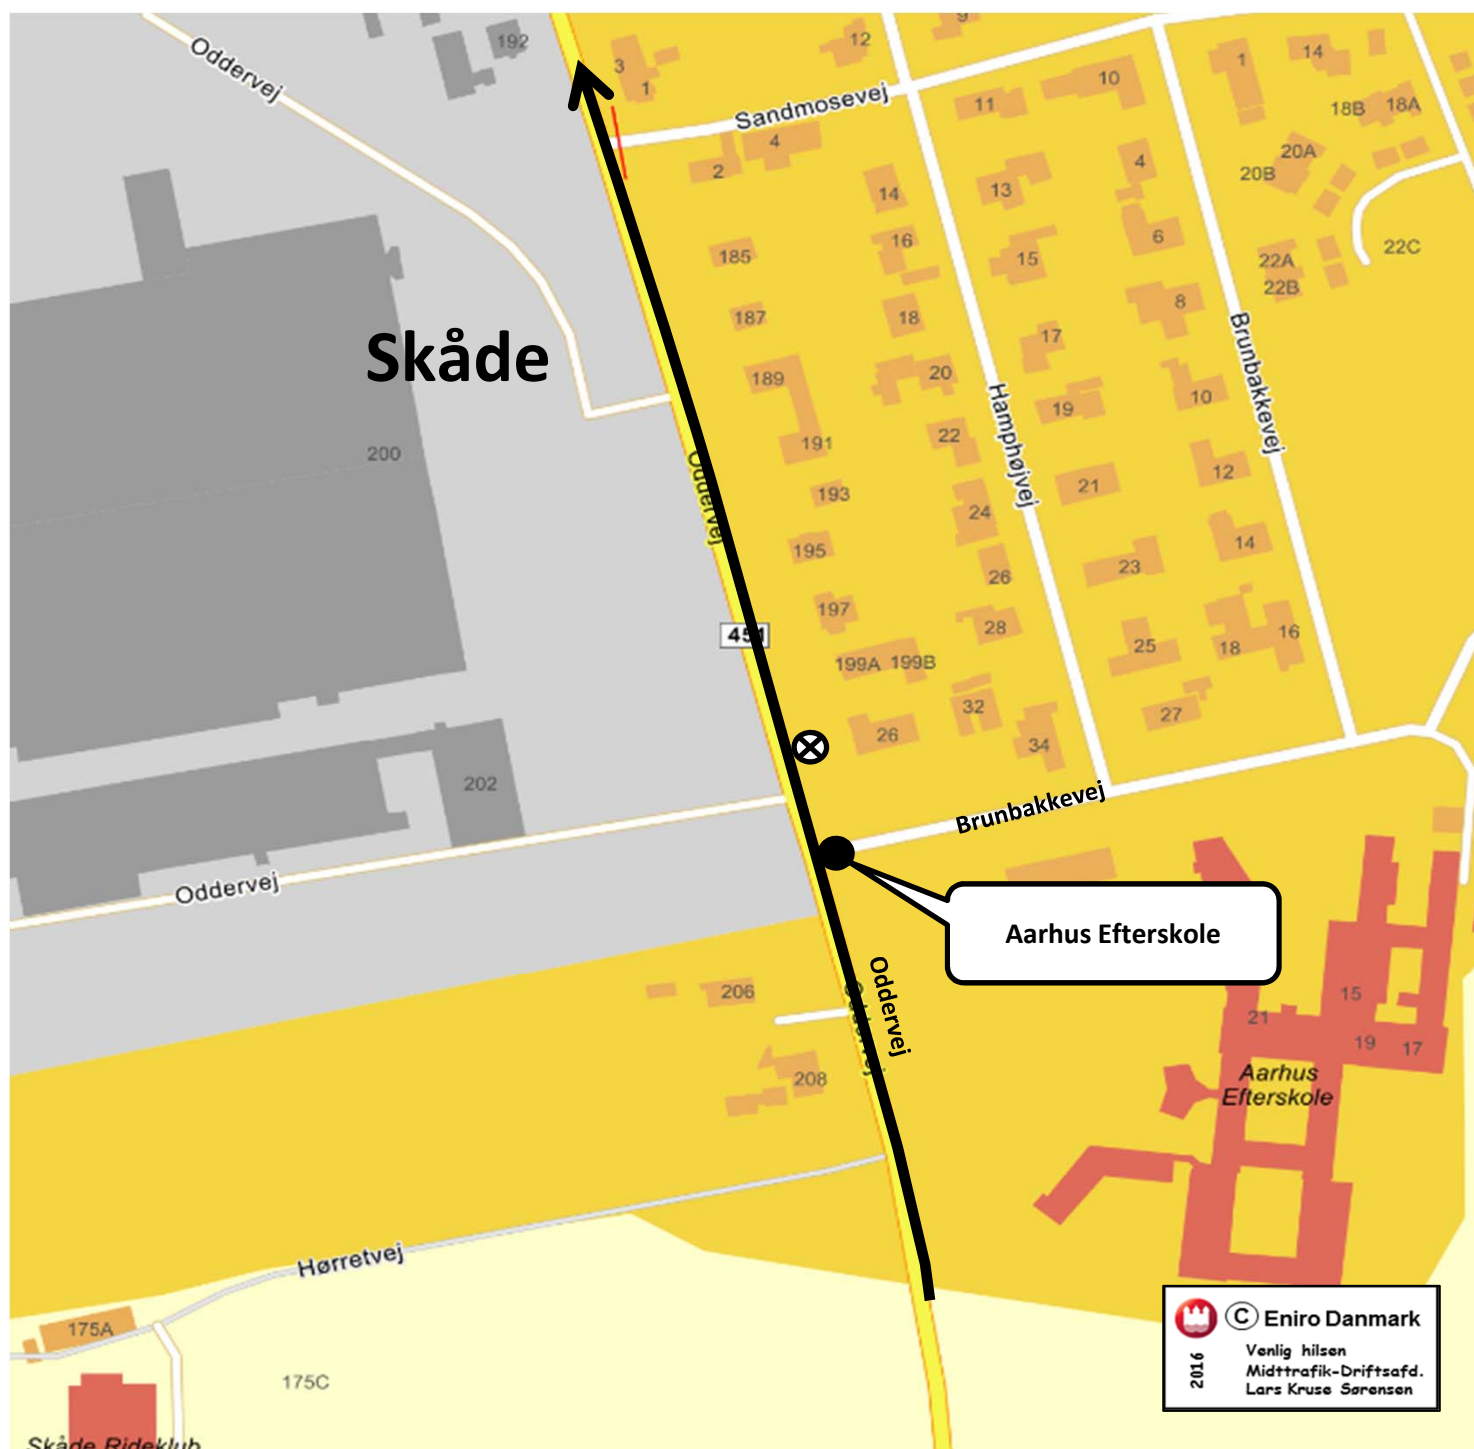 Oddervej
192
3
1
12
9
Sandmosevej
10
11
1
14
18B
18A
2
4
14
13
4
20A
20B
185
16
15
6
22A
22B
22C
187
18
17
8
Brunbakkevej
Skåde
189
20
Hamphøjvej
19
10
191
22
200
Oddervej
193
24
21
12
195
26
23
14
197
28
25
18
16
451
199A
199B
32
27
26
34
202
Brunbakkevej
Oddervej
Aarhus Efterskole
206
Oddervej
Oddervej
208
15
21
19
17
Aarhus
Efterskole
Hørretvej
175A
175C
Skåde Rideklub
C Eniro Danmark
2016
Venlig hilsen
Midttrafik-Driftsafd.
Lars Kruse Sørensen